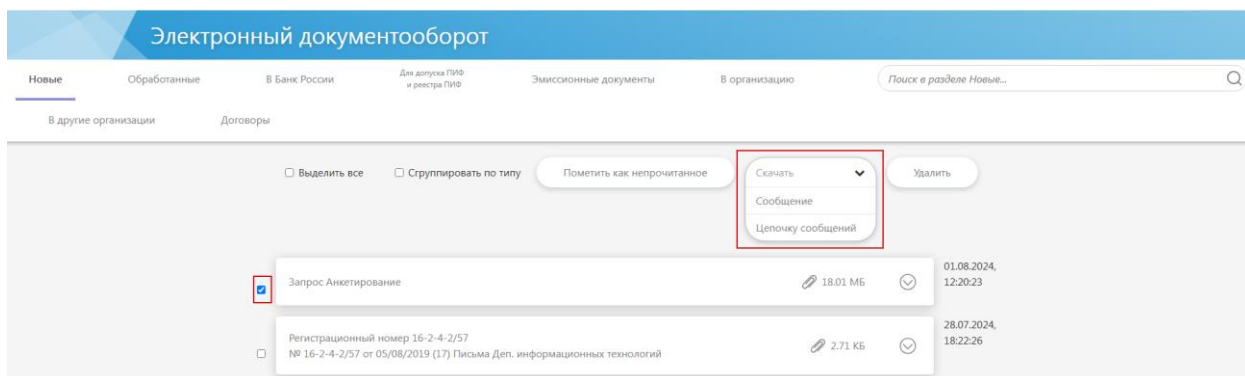 Электронный документооборот
Новые
Обработанные
В Банк России
Для допуска ПИФ
и реестра ПИФ
Эмиссионные документы
В организацию
Поиск в разделе Новые...
В другие организации
Договоры
Выделить все
Сгруппировать по типу
Пометить как непрочитанное
Скачать
Удалить
Сообщение
Цепочку сообщений
Запрос Анкетирование
18.01 МБ
01.08.2024,
12:20:23
Регистрационный номер 16-2-4-2/57
№ 16-2-4-2/57 от 05/08/2019 (17) Письма Деп. информационных технологий
2.71 КБ
28.07.2024,
18:22:26